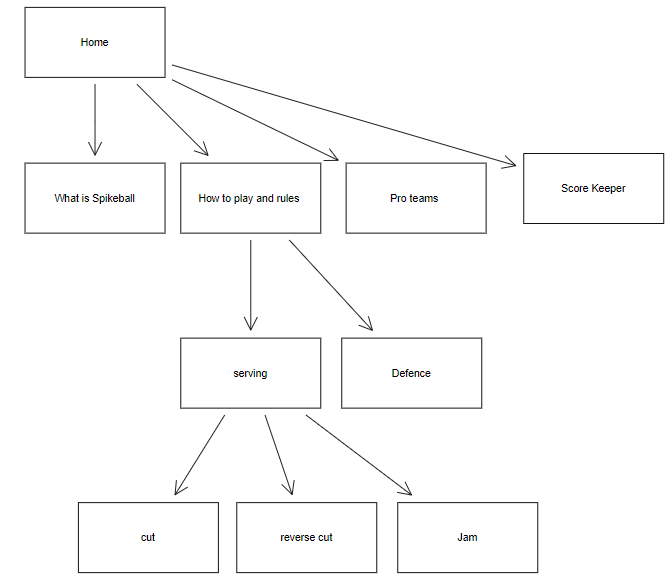 Home
What is Spikeball
How to play and rules
Pro teams
Score Keeper
serving
Defence
cut
reverse cut
Jam